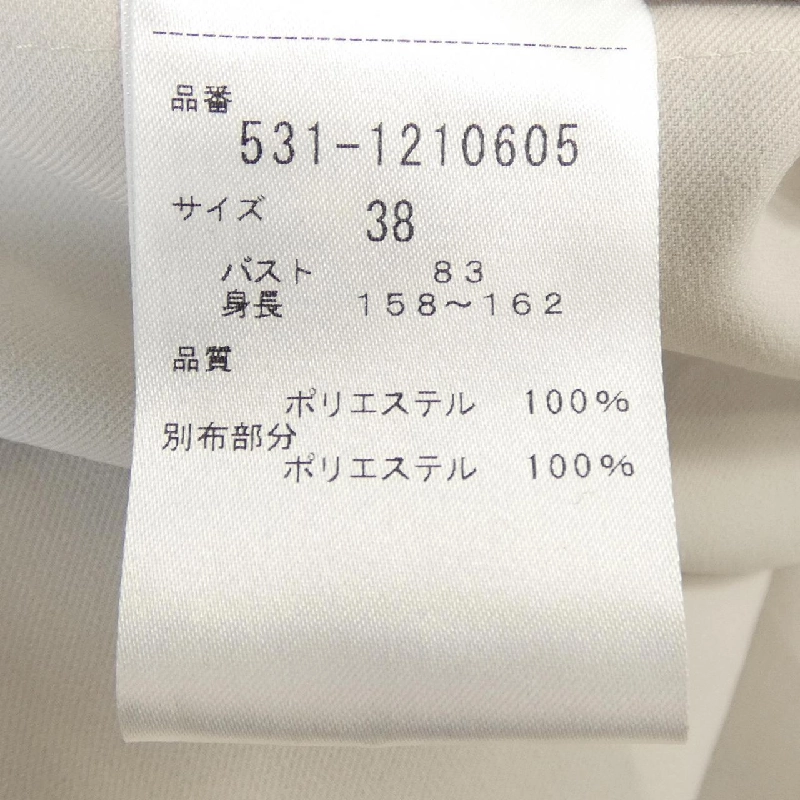 品番
531-1210605
サイズ 38
バスト 83
身長 158～162
品質
ポリエステル 100%
別布部分
ポリエステル 100%